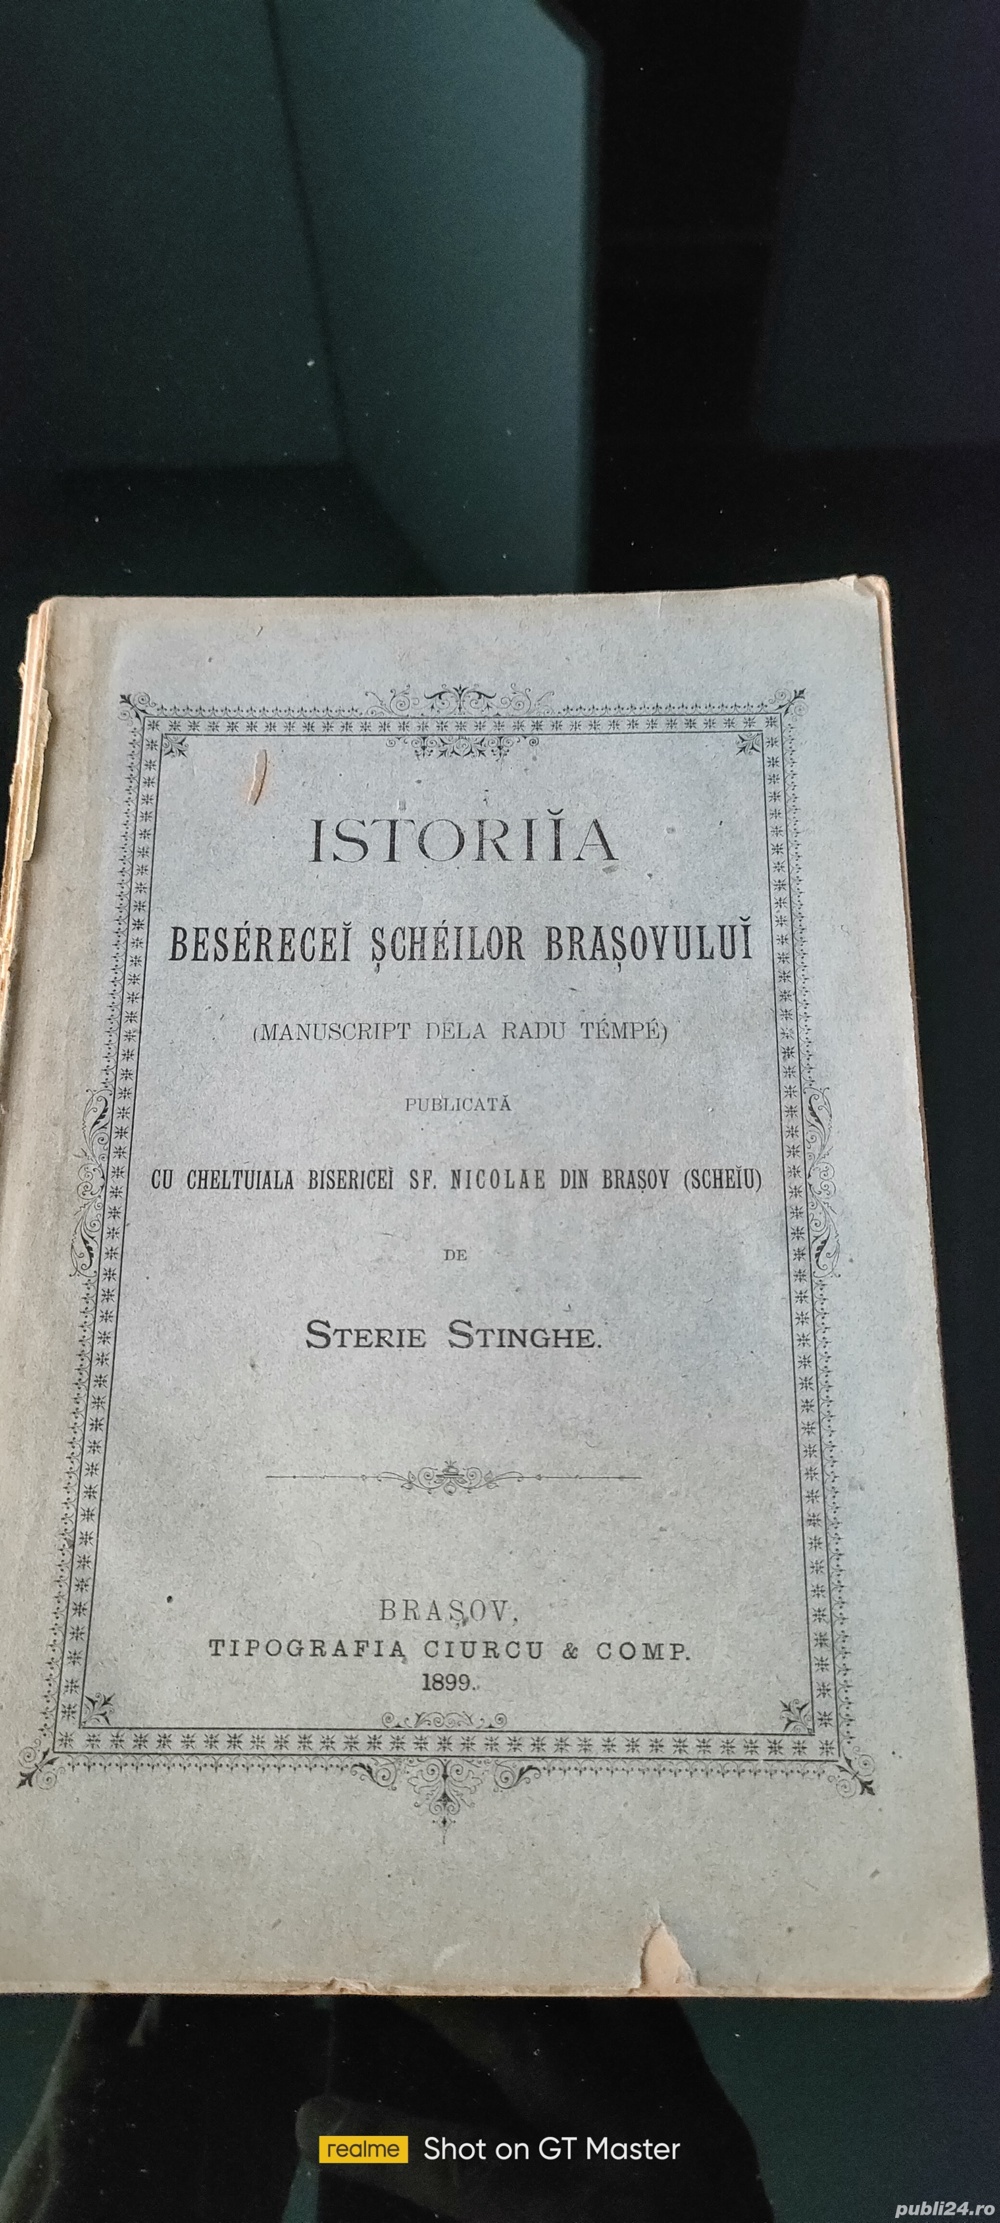 ISTORIĬA
BESÉRECEĬ ȘCHÉILOR BRAȘOVULUĬ
(MANUSCRIPT DELA RADU TÉMPÉ)
PUBLICATĂ
CU CHELTUIALA BISERICEĬ SF. NICOLAE DIN BRAȘOV (SCHEĬU)
DE
STERIE STINGHE.
BRAȘOV,
TIPOGRAFIA CIURCU & COMP.
1899.
realme Shot on GT Master
publi24.ro